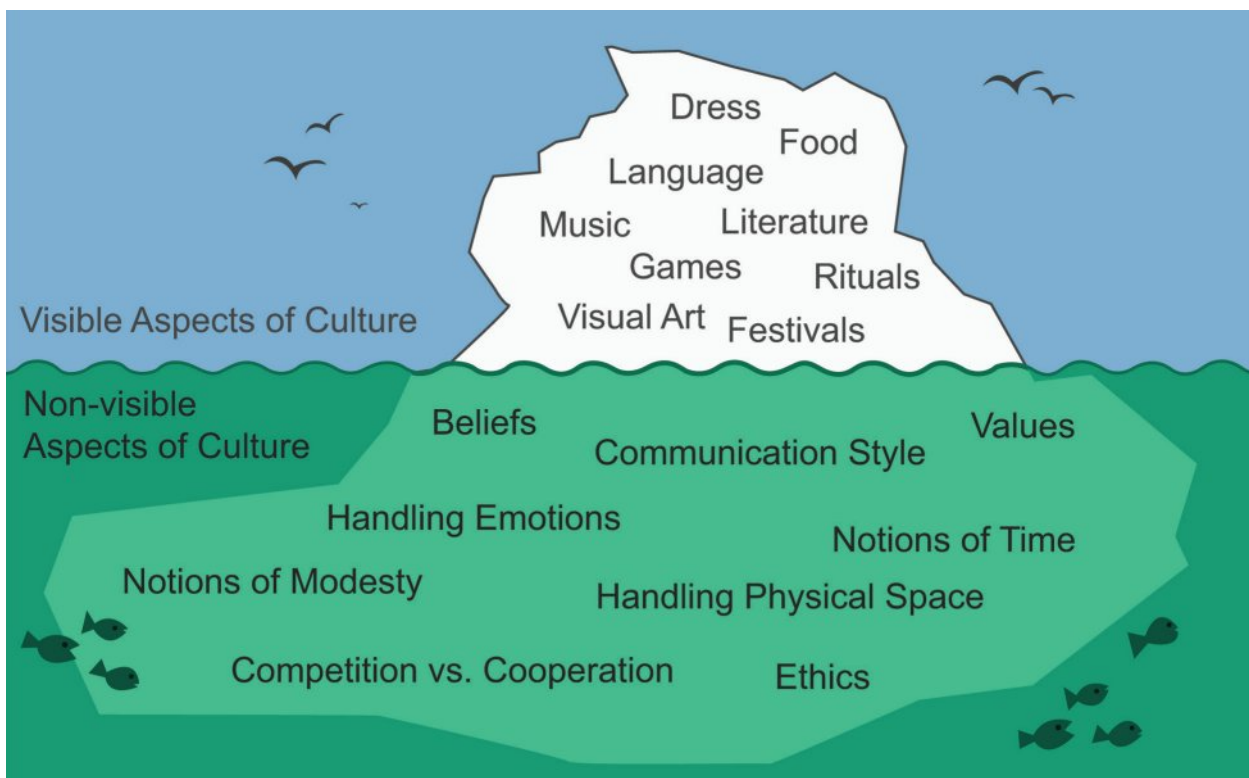 Dress
Food
Language
Music
Literature
Games
Rituals
Visual Art
Festivals
Visible Aspects of Culture
Non-visible
Aspects of Culture
Beliefs
Values
Communication Style
Handling Emotions
Notions of Time
Notions of Modesty
Handling Physical Space
Competition vs. Cooperation
Ethics